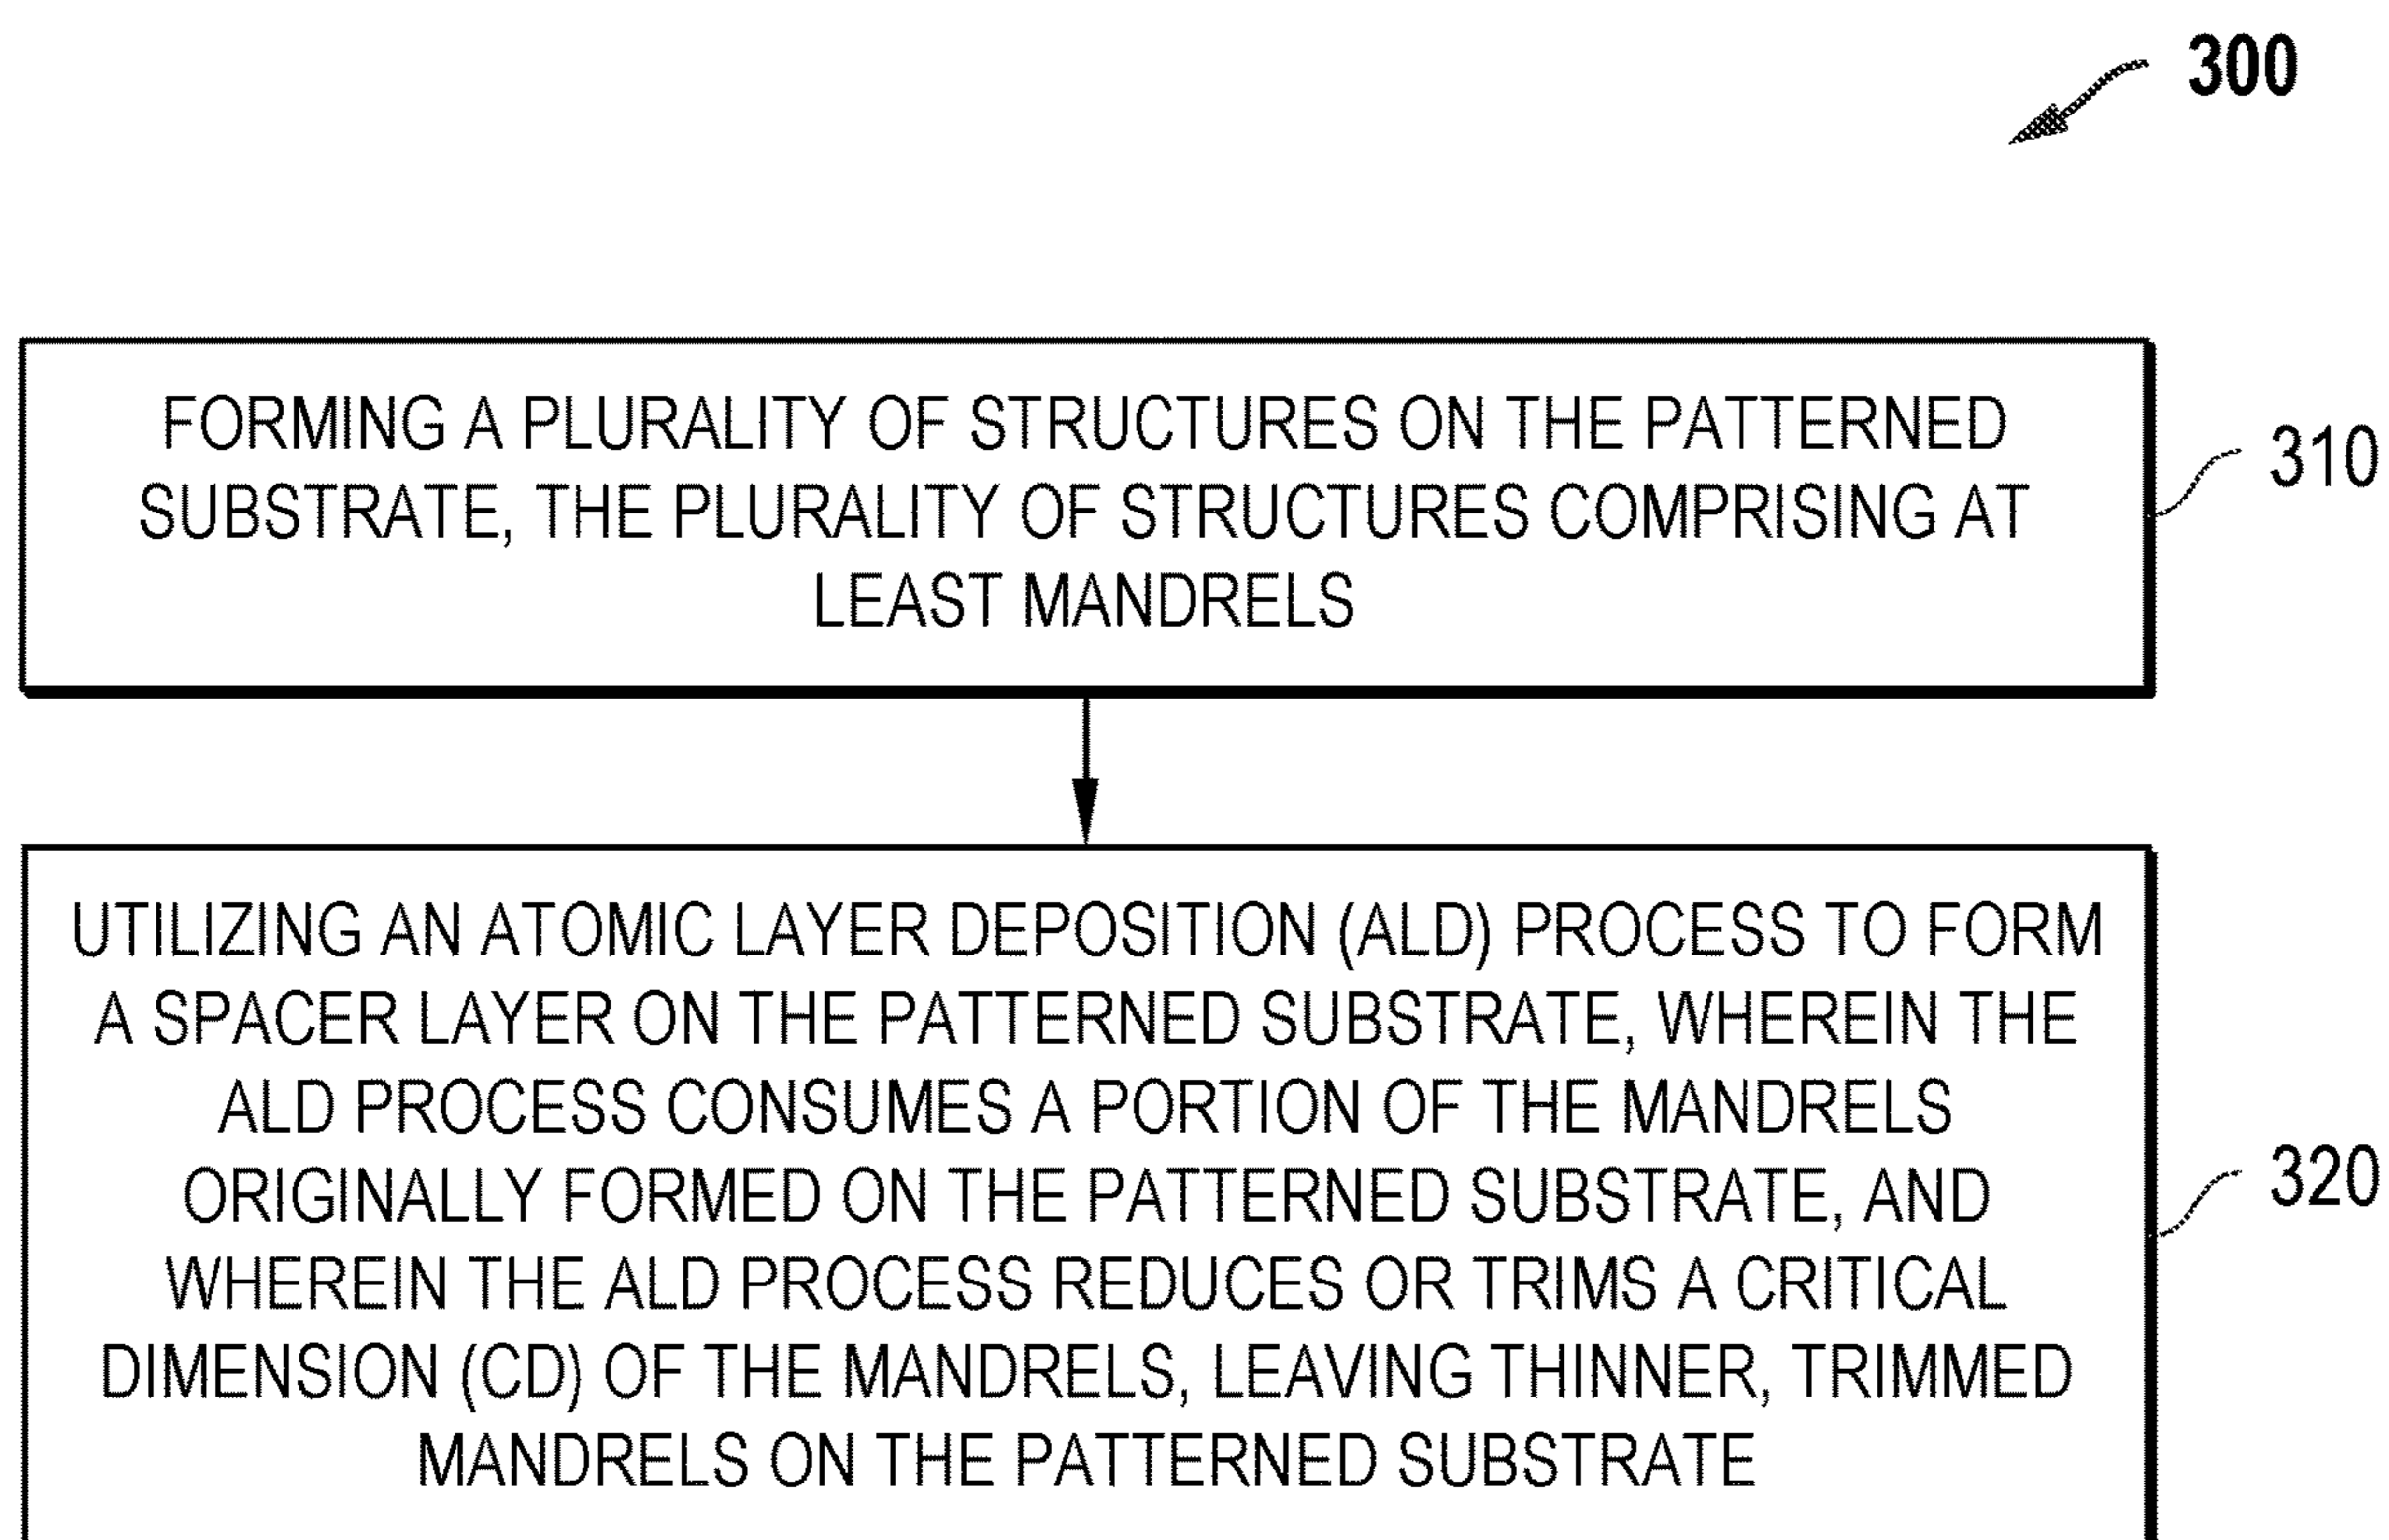 300
FORMING A PLURALITY OF STRUCTURES ON THE PATTERNED
SUBSTRATE, THE PLURALITY OF STRUCTURES COMPRISING AT
LEAST MANDRELS
310
UTILIZING AN ATOMIC LAYER DEPOSITION (ALD) PROCESS TO FORM
A SPACER LAYER ON THE PATTERNED SUBSTRATE, WHEREIN THE
ALD PROCESS CONSUMES A PORTION OF THE MANDRELS
ORIGINALLY FORMED ON THE PATTERNED SUBSTRATE, AND
WHEREIN THE ALD PROCESS REDUCES OR TRIMS A CRITICAL
DIMENSION (CD) OF THE MANDRELS, LEAVING THINNER, TRIMMED
MANDRELS ON THE PATTERNED SUBSTRATE
320